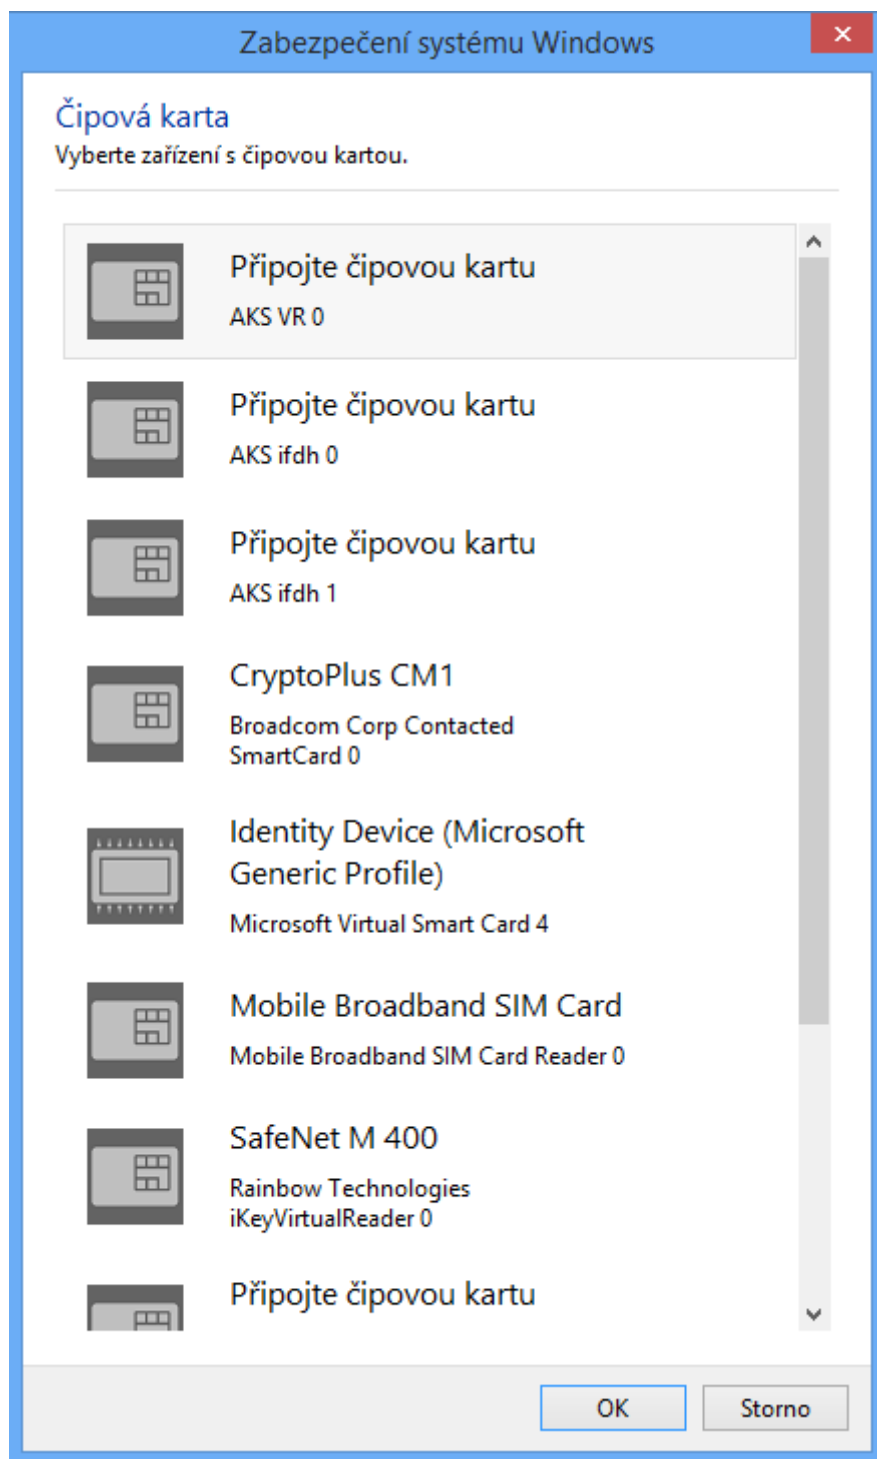 Zabezpečení systému Windows
Čipová karta
Vyberte zařízení s čipovou kartou.
Připojte čipovou kartu
AKS VR 0
Připojte čipovou kartu
AKS ifdh 0
Připojte čipovou kartu
AKS ifdh 1
CryptoPlus CM1
Broadcom Corp Contacted
SmartCard 0
Identity Device (Microsoft
Generic Profile)
Microsoft Virtual Smart Card 4
Mobile Broadband SIM Card
Mobile Broadband SIM Card Reader 0
SafeNet M 400
Rainbow Technologies
iKeyVirtualReader 0
Připojte čipovou kartu
OK
Storno